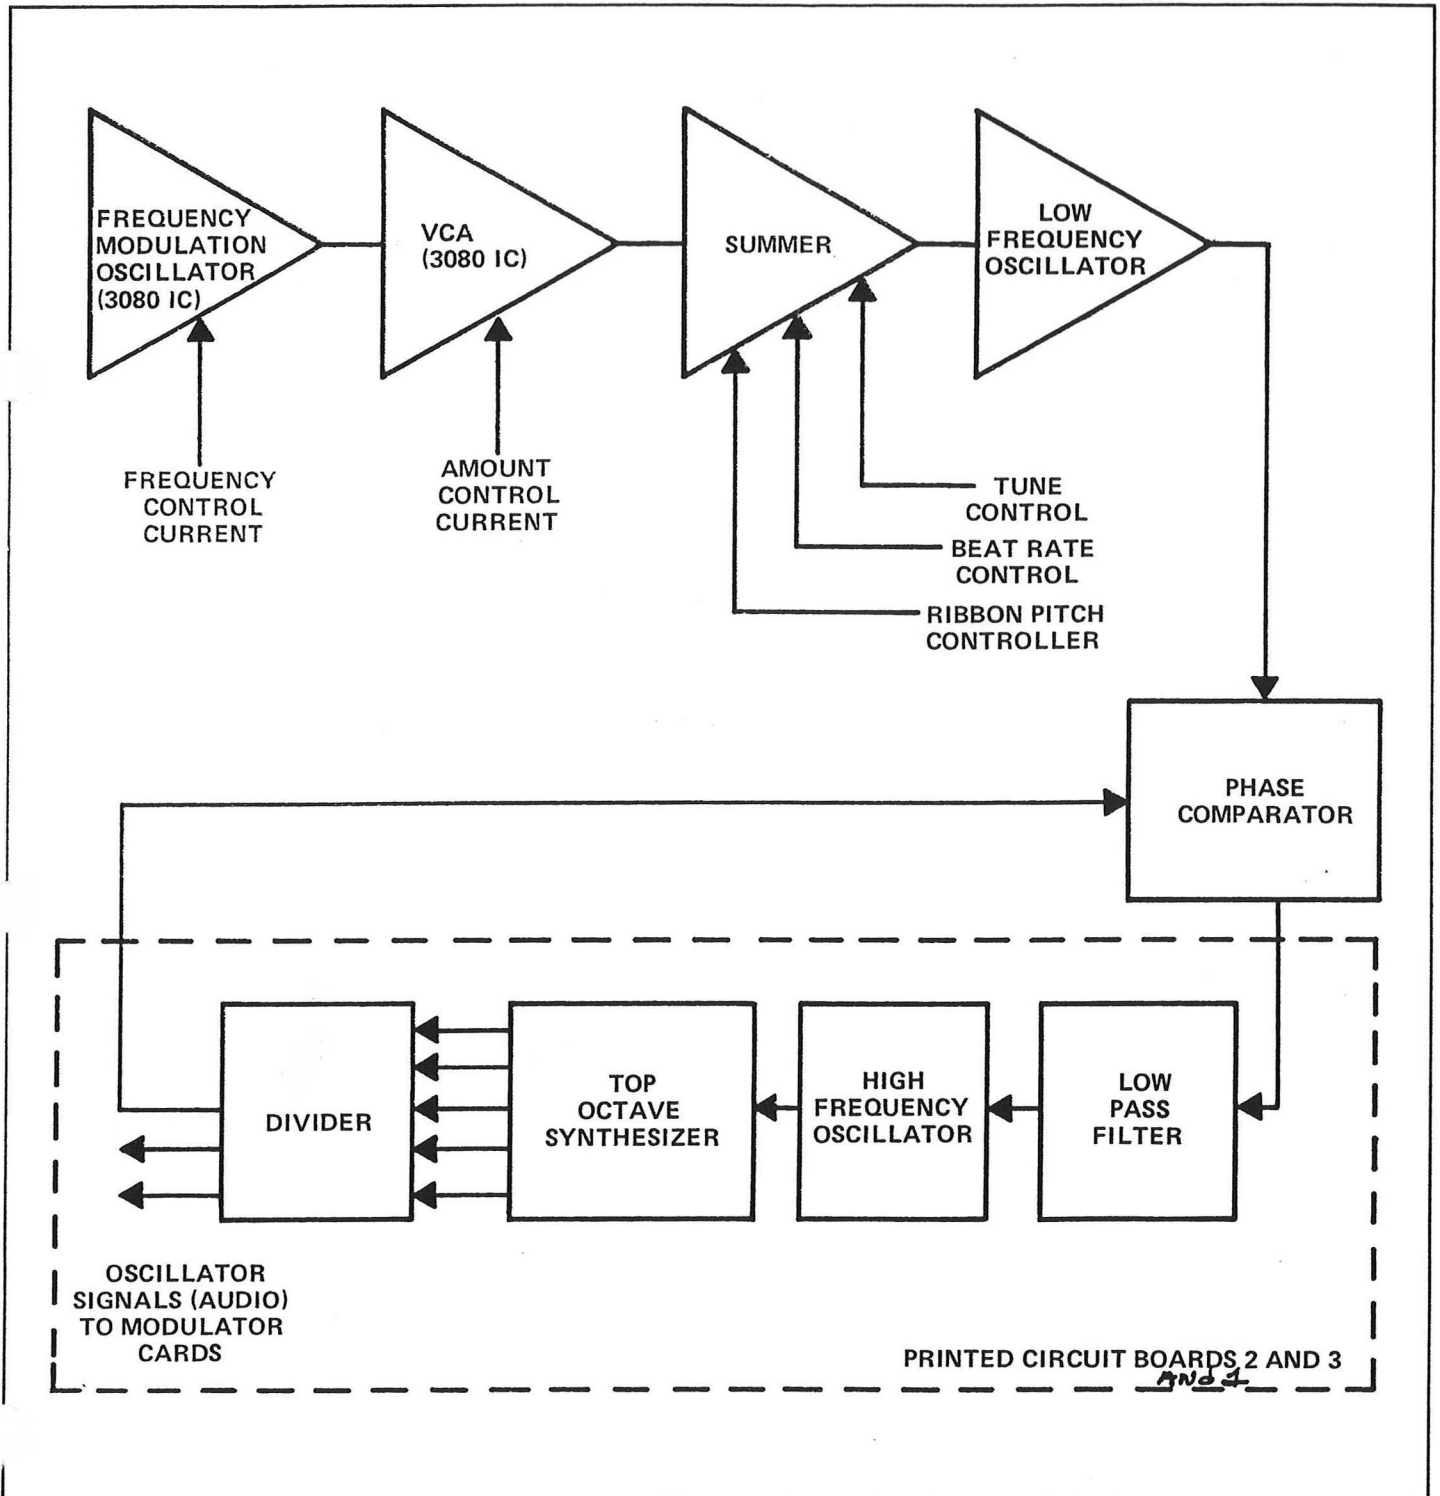 FREQUENCY
MODULATION
OSCILLATOR
(3080 IC)
VCA
(3080 IC)
SUMMER
LOW
FREQUENCY
OSCILLATOR
FREQUENCY
CONTROL
CURRENT
AMOUNT
CONTROL
CURRENT
TUNE
CONTROL
BEAT RATE
CONTROL
RIBBON PITCH
CONTROLLER
PHASE
COMPARATOR
DIVIDER
TOP
OCTAVE
SYNTHESIZER
HIGH
FREQUENCY
OSCILLATOR
LOW
PASS
FILTER
OSCILLATOR
SIGNALS (AUDIO)
TO MODULATOR
CARDS
PRINTED CIRCUIT BOARDS 2 AND 3
ANd 1